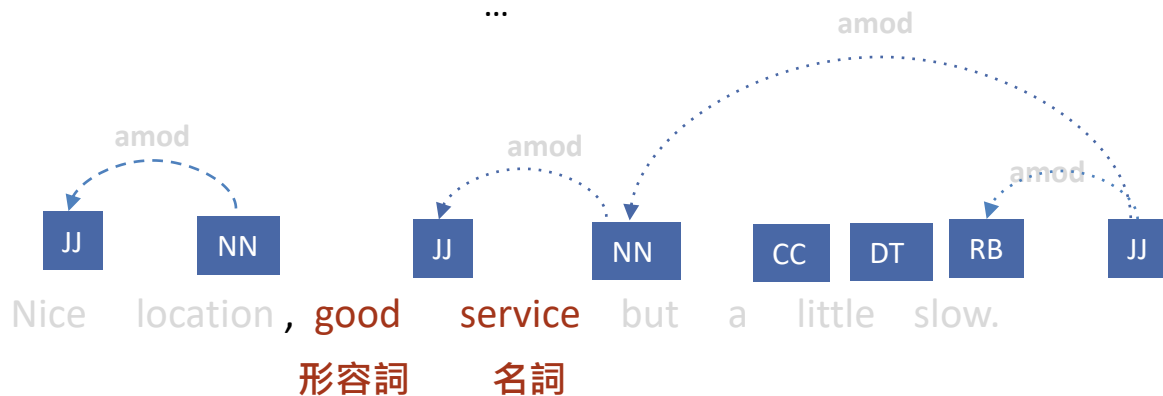 ...
amod
amod
amod
amod
JJ NN JJ NN CC DT RB JJ
Nice location , good service but a little slow.
形容詞 名詞